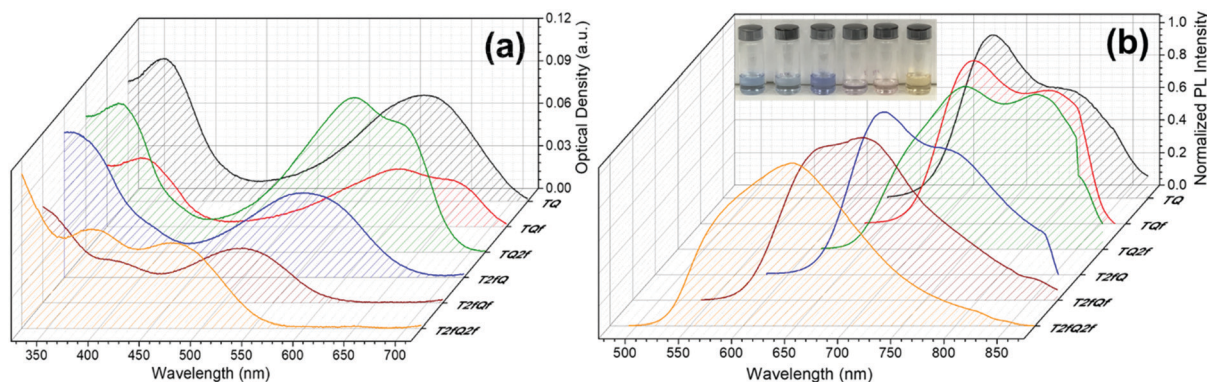 (a)
0.12
0.09
0.06
0.03
0.00
Optical Density (a.u.)
TQ
TQf
TQ2f
T2fQ
T2fQf
T2fQ2f
350 400 450 500 550 600 650 700
Wavelength (nm)
(b)
1.0
0.8
0.6
0.4
0.2
0.0
Normalized PL Intensity
TQ
TQf
TQ2f
T2fQ
T2fQf
T2fQ2f
500 550 600 650 700 750 800 850
Wavelength (nm)